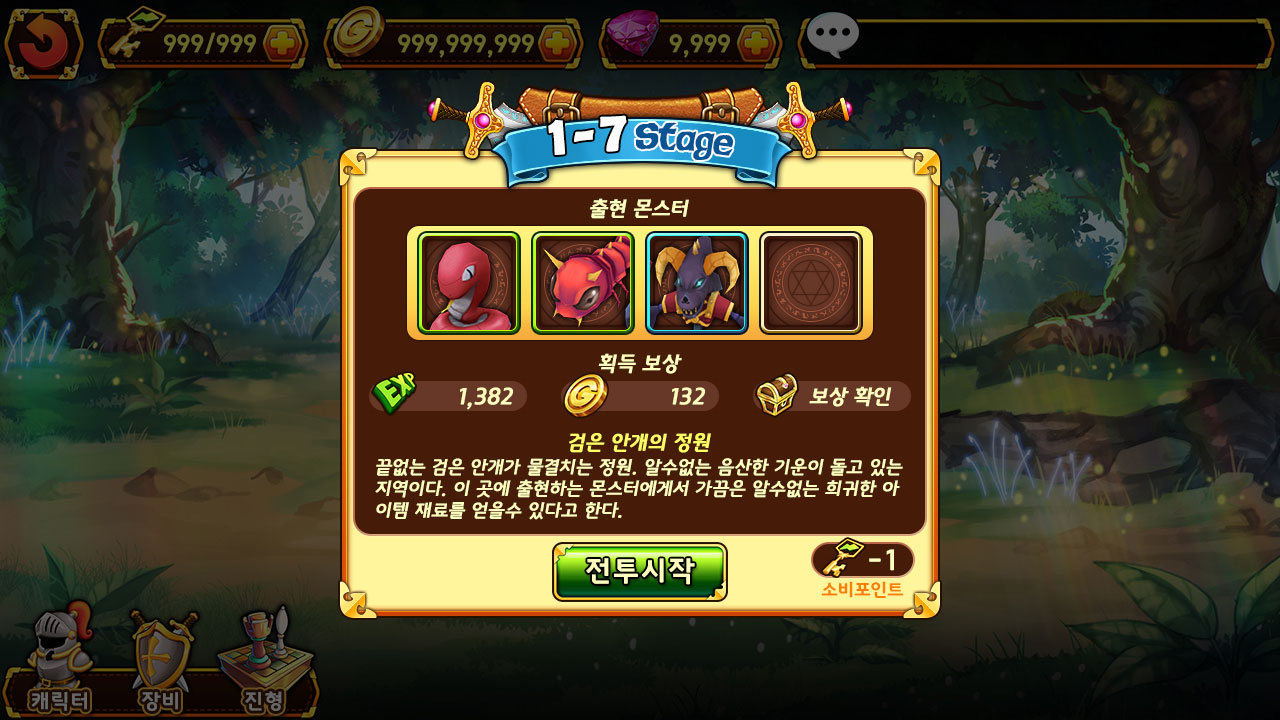 999/999
999,999,999
9,999
1-7 Stage
출현 몬스터
획득 보상
EXP 1,382
132
보상 확인
검은 안개의 정원
끝없는 검은 안개가 물결치는 정원. 알수없는 음산한 기운이 돌고 있는
지역이다. 이 곳에 출현하는 몬스터에게서 가끔은 알수없는 희귀한 아
이템 재료를 얻을수 있다고 한다.
전투시작
-1
소비포인트
캐릭터
장비
진형